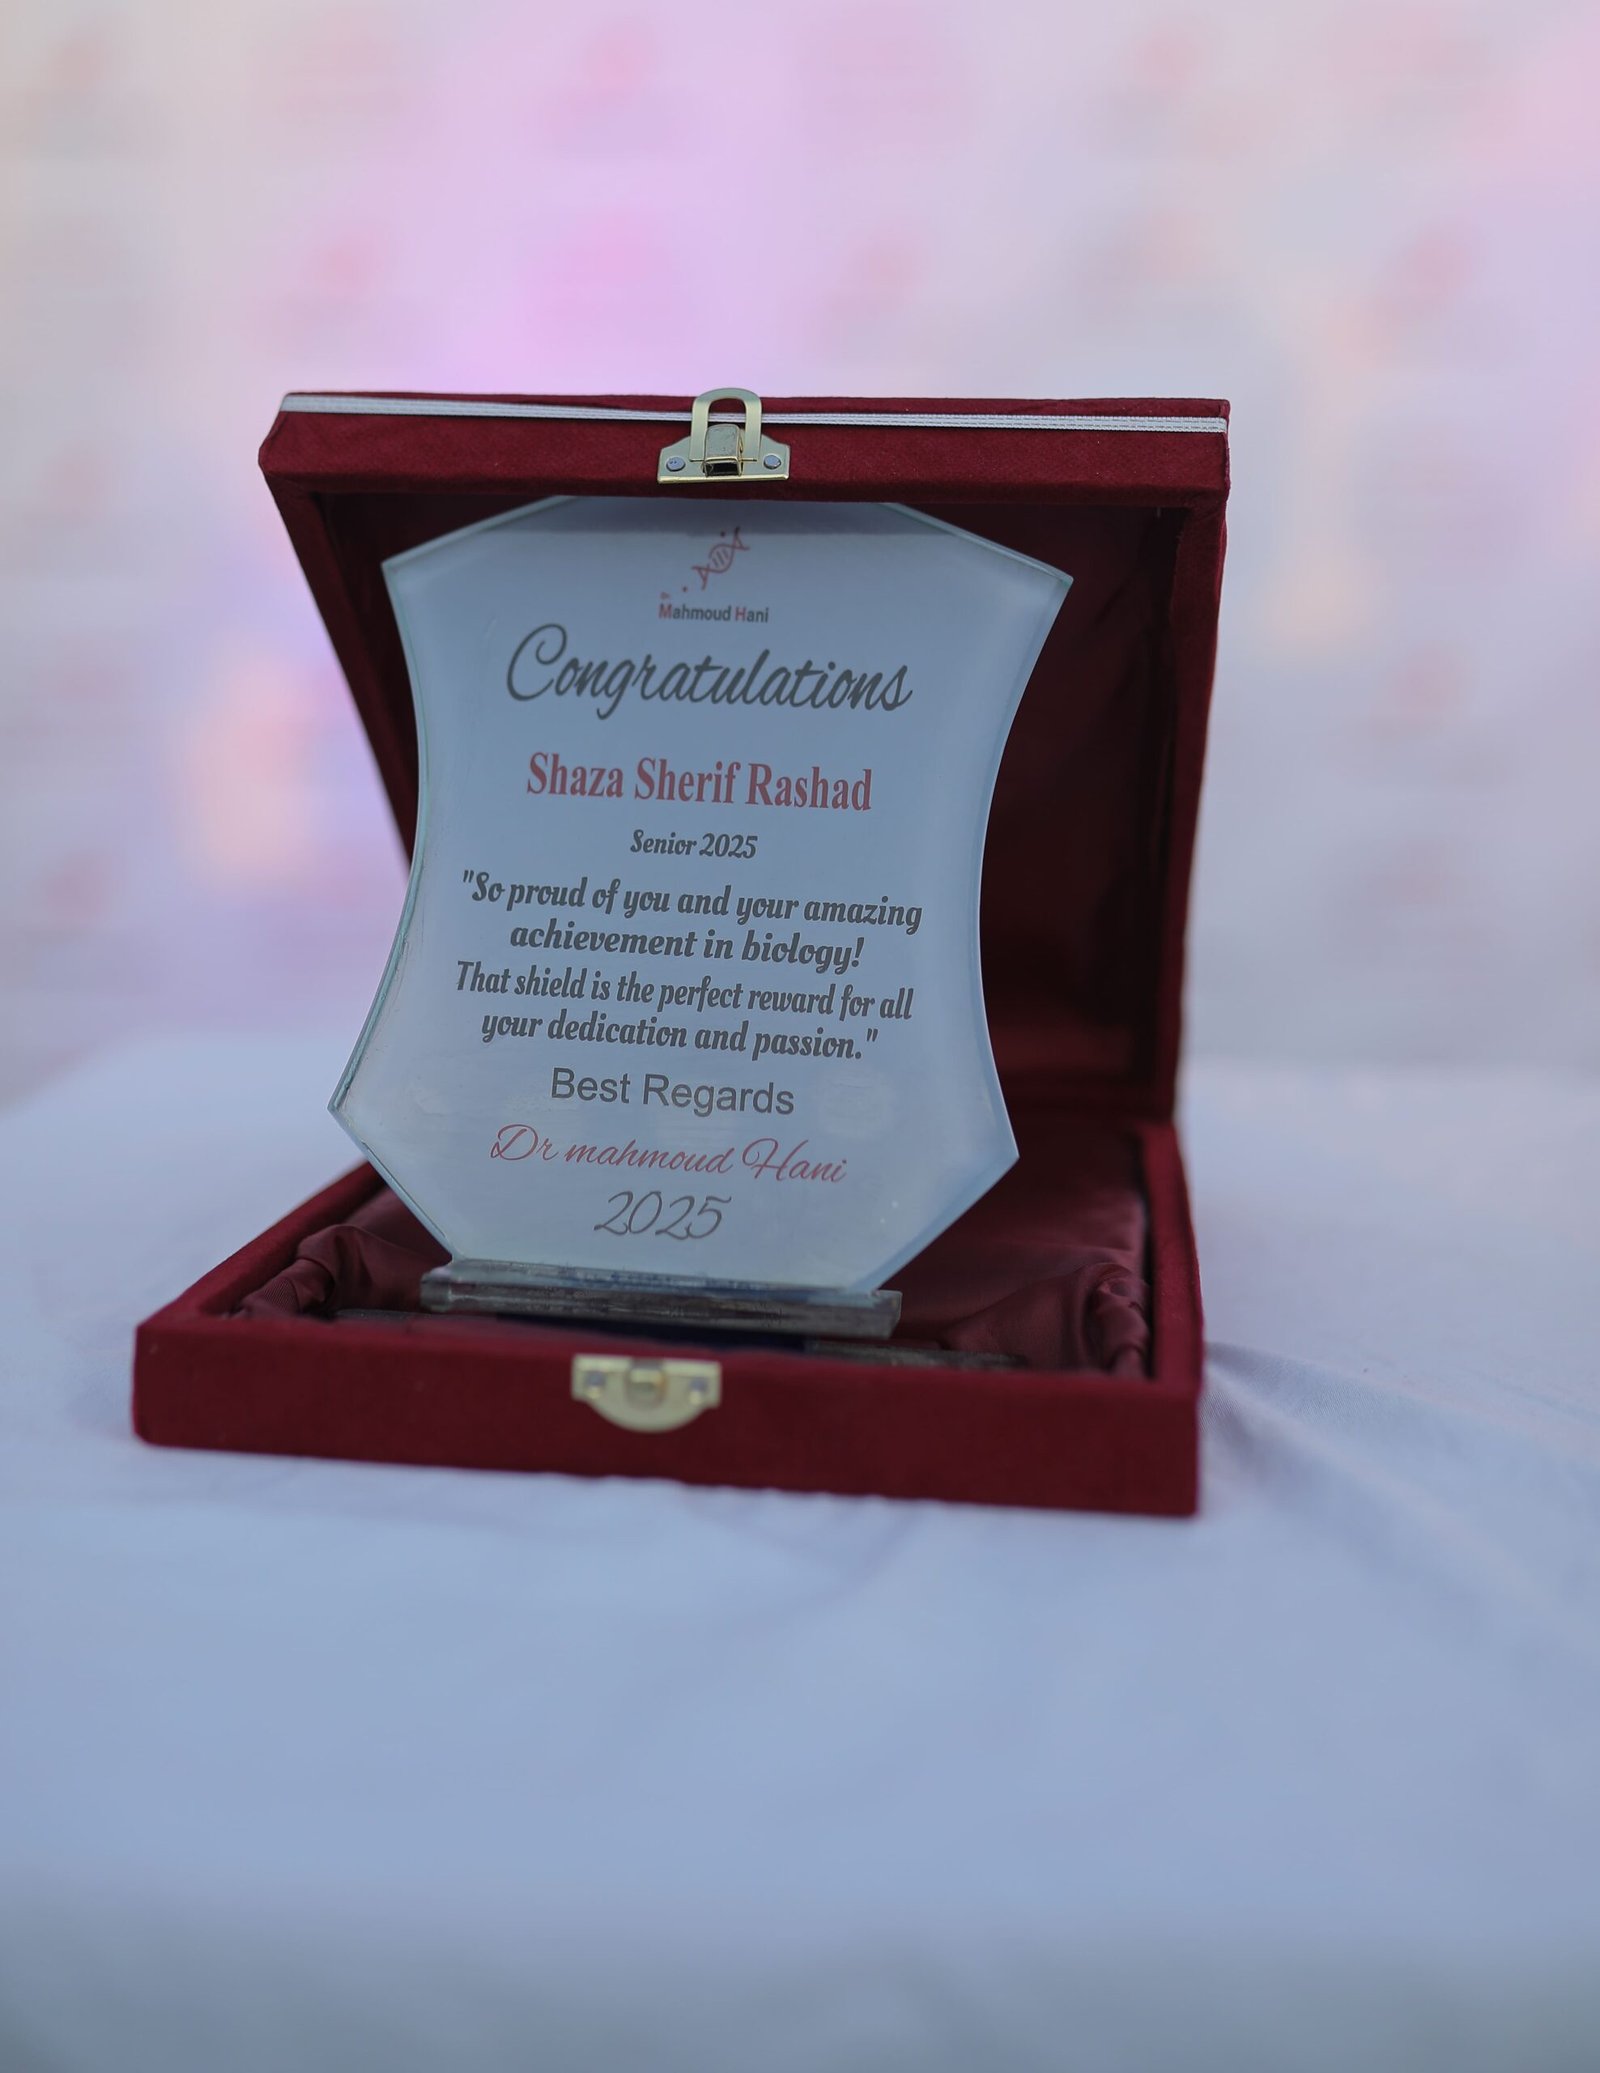 Dr.
Mahmoud Hani
Congratulations
Shaza Sherif Rashad
Senior 2025
"So proud of you and your amazing
achievement in biology!
That shield is the perfect reward for all
your dedication and passion."
Best Regards
Dr mahmoud Hani
2025